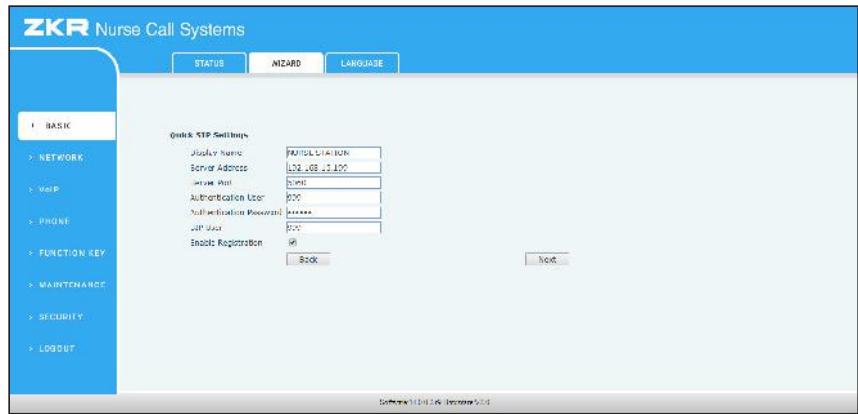 ZKR Nurse Call Systems
STATUS WIZARD LANGUAGE
BASIC
> NETWORK
> VoIP
> PHONE
> FUNCTION KEY
> MAINTENANCE
> SECURITY
> LOGOUT
Quick SIP Settings
Display Name NURSE STATION
Server Address
Server Port 5060
Authentication User
Authentication Password ••••••
SIP User
Enable Registration
Back Next